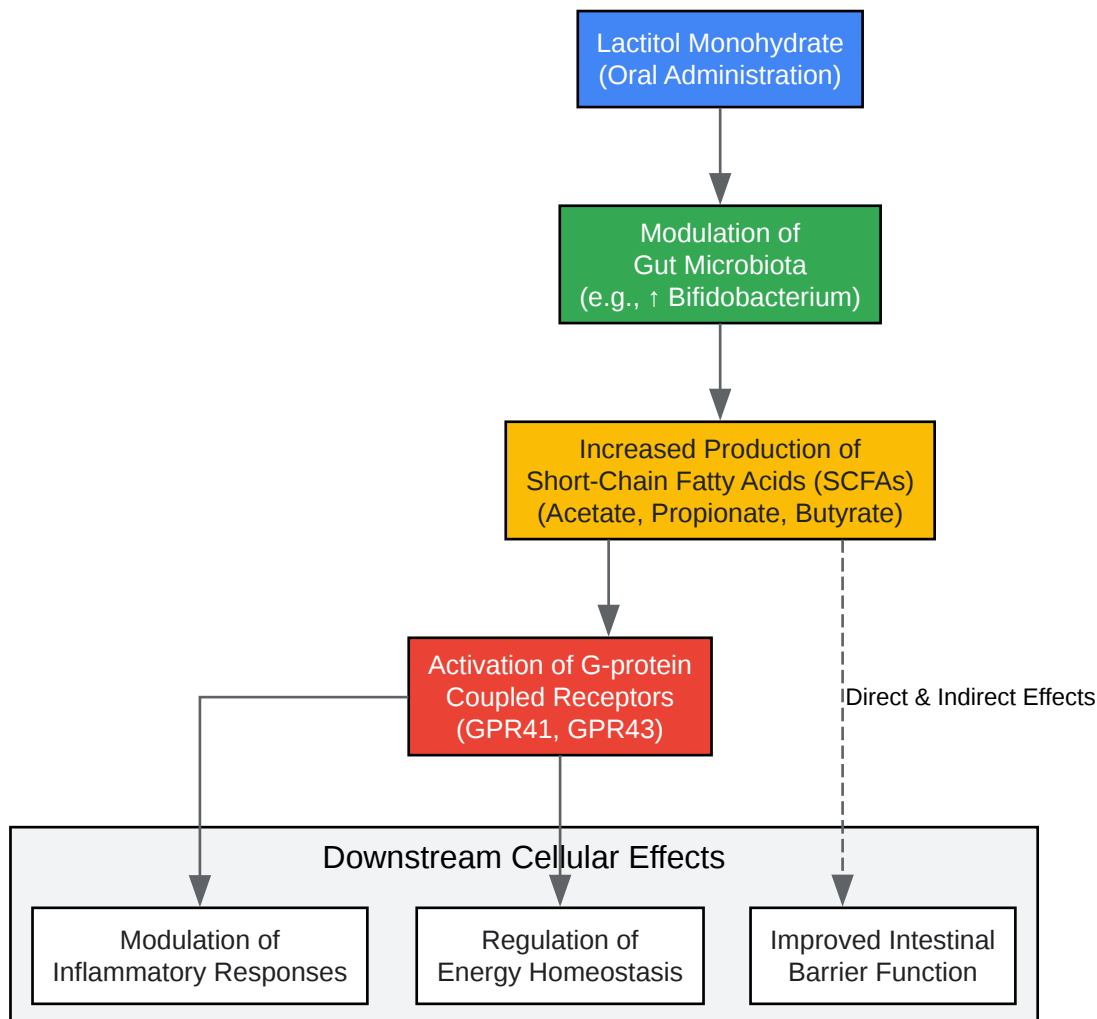 Lactitol Monohydrate
(Oral Administration)
Modulation of
Gut Microbiota
(e.g., ↑ Bifidobacterium)
Increased Production of
Short-Chain Fatty Acids (SCFAs)
(Acetate, Propionate, Butyrate)
Activation of G-protein
Coupled Receptors
(GPR41, GPR43)
Direct & Indirect Effects
Downstream Cellular Effects
Modulation of
Inflammatory Responses
Regulation of
Energy Homeostasis
Improved Intestinal
Barrier Function